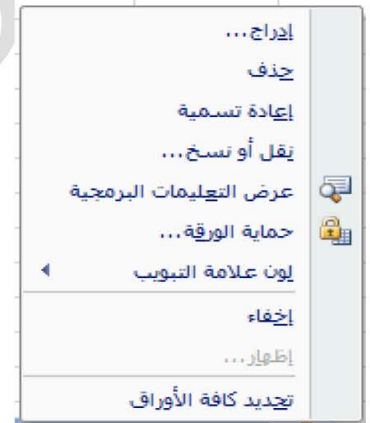 إدراج...
حذف
إعادة تسمية
نقل أو نسخ...
عرض التعليمات البرمجية
حماية الورقة...
لون علامة التبويب
إخفاء
إظهار...
تحديد كافة الأوراق